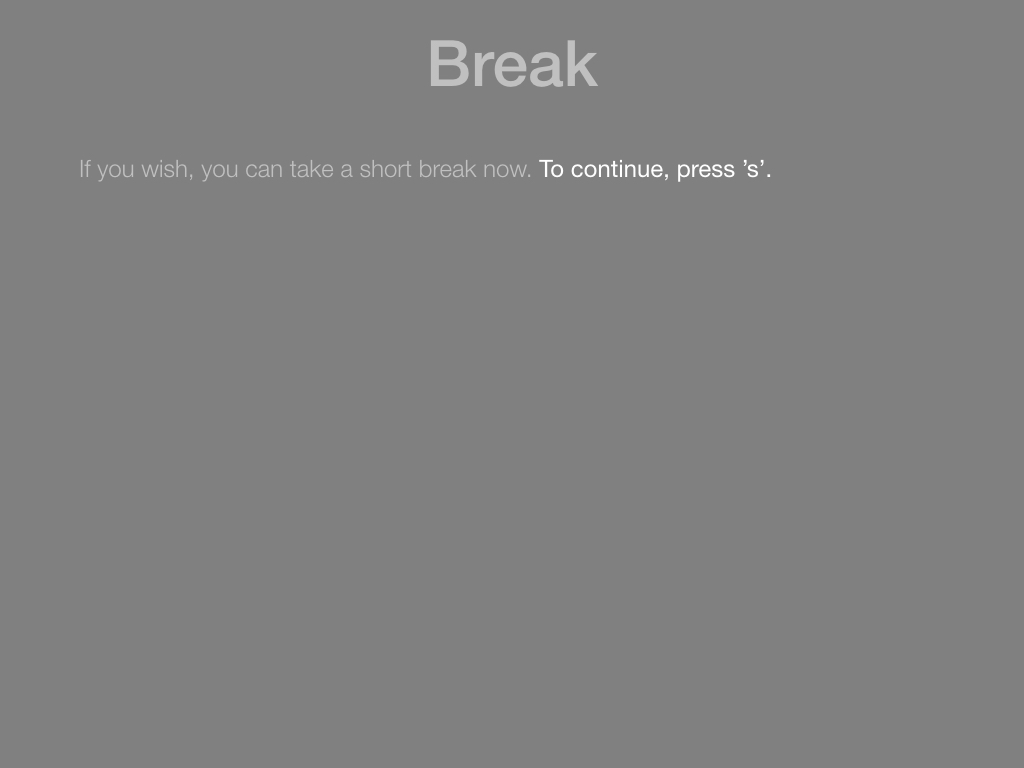 Break
If you wish, you can take a short break now. To continue, press ’s’.